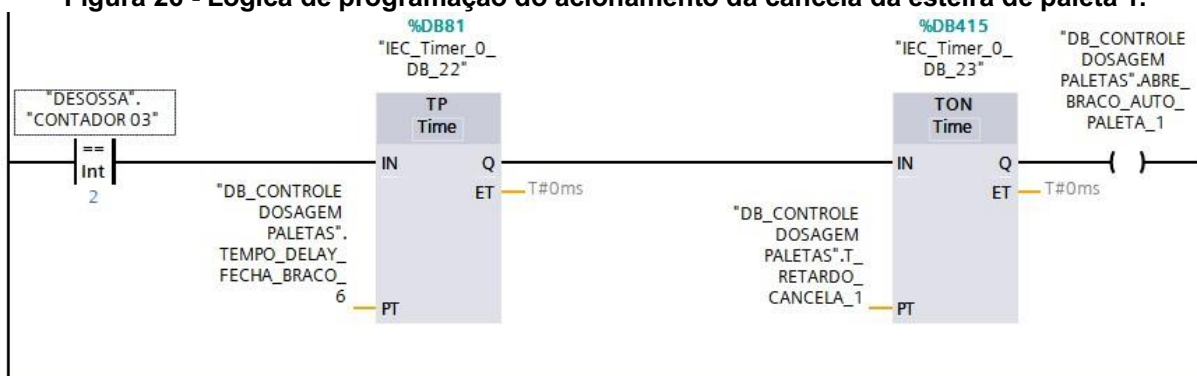 Figura 20 - Lógica de programação do acionamento da cancela da esteira de paleta 1.
"DESOSSA".
"CONTADOR 03"
==
Int
2
%DB81
"IEC_Timer_0_
DB_22"
TP
Time
IN
Q
ET
T#0ms
"DB_CONTROLE
DOSAGEM
PALETAS".
TEMPO_DELAY_
FECHA_BRACO_
6
PT
%DB415
"IEC_Timer_0_
DB_23"
TON
Time
IN
Q
ET
T#0ms
"DB_CONTROLE
DOSAGEM
PALETAS".T_
RETARDO_
CANCELA_1
PT
"DB_CONTROLE
DOSAGEM
PALETAS".ABRE_
BRACO_AUTO_
PALETA_1